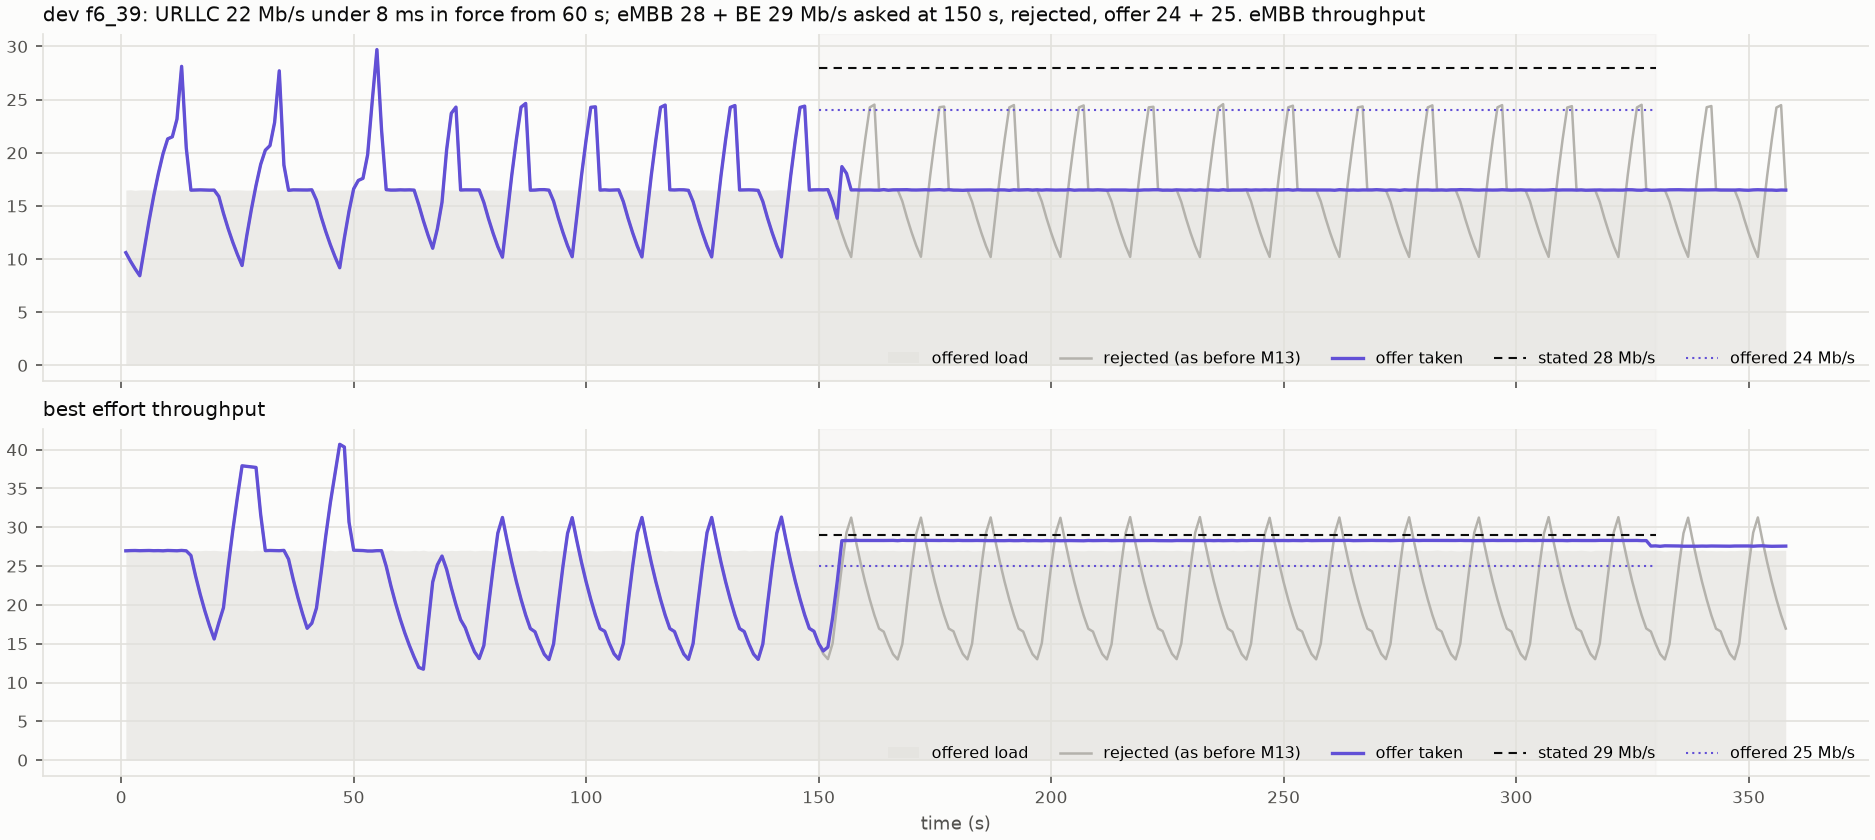 dev f6_39: URLLC 22 Mb/s under 8 ms in force from 60 s; eMBB 28 + BE 29 Mb/s asked at 150 s, rejected, offer 24 + 25. eMBB throughput
30
25
20
15
10
5
0
offered load
rejected (as before M13)
offer taken
stated 28 Mb/s
offered 24 Mb/s
best effort throughput
40
35
30
25
20
15
10
5
0
offered load
rejected (as before M13)
offer taken
stated 29 Mb/s
offered 25 Mb/s
0
50
100
150
200
250
300
350
time (s)